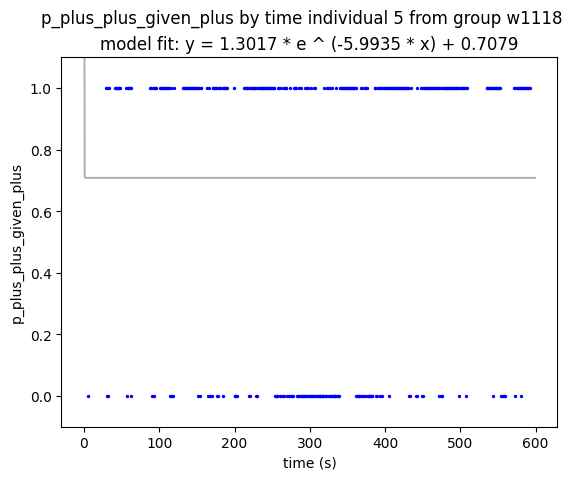 p_plus_plus_given_plus by time individual 5 from group w1118
model fit: y = 1.3017 * e ^ (-5.9935 * x) + 0.7079
1.0
0.8
0.6
0.4
0.2
0.0
p_plus_plus_given_plus
0 100 200 300 400 500 600
time (s)